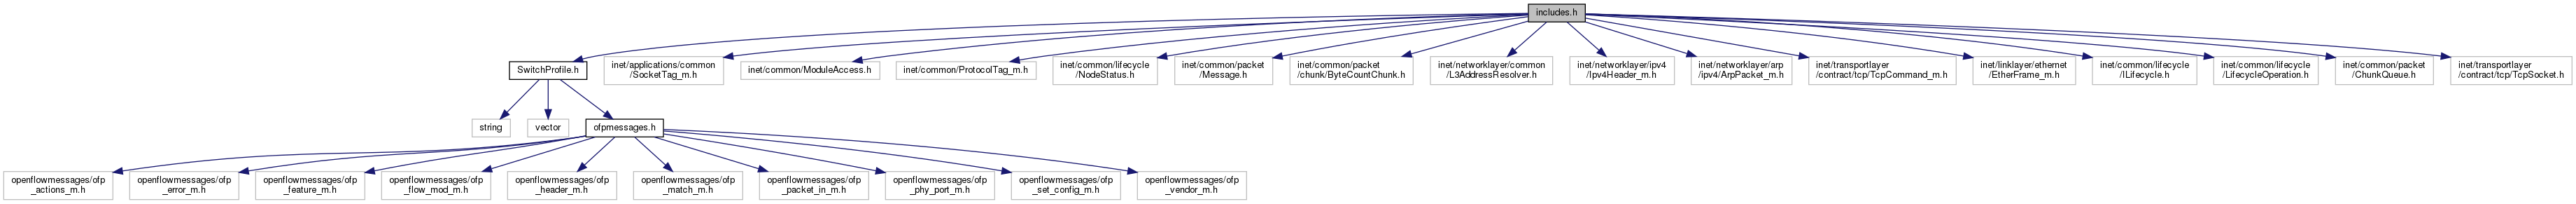 includes.h
SwitchProfile.h
inet/applications/common
/SocketTag_m.h
inet/common/ModuleAccess.h
inet/common/ProtocolTag_m.h
inet/common/lifecycle
/NodeStatus.h
inet/common/packet
/Message.h
inet/common/packet
/chunk/ByteCountChunk.h
inet/networklayer/common
/L3AddressResolver.h
inet/networklayer/ipv4
/Ipv4Header_m.h
inet/networklayer/arp
/ipv4/ArpPacket_m.h
inet/transportlayer
/contract/tcp/TcpCommand_m.h
inet/linklayer/ethernet
/EtherFrame_m.h
inet/common/lifecycle
/ILifecycle.h
inet/common/lifecycle
/LifecycleOperation.h
inet/common/packet
/ChunkQueue.h
inet/transportlayer
/contract/tcp/TcpSocket.h
string
vector
ofpmessages.h
openflowmessages/ofp
_actions_m.h
openflowmessages/ofp
_error_m.h
openflowmessages/ofp
_feature_m.h
openflowmessages/ofp
_flow_mod_m.h
openflowmessages/ofp
_header_m.h
openflowmessages/ofp
_match_m.h
openflowmessages/ofp
_packet_in_m.h
openflowmessages/ofp
_phy_port_m.h
openflowmessages/ofp
_set_config_m.h
openflowmessages/ofp
_vendor_m.h